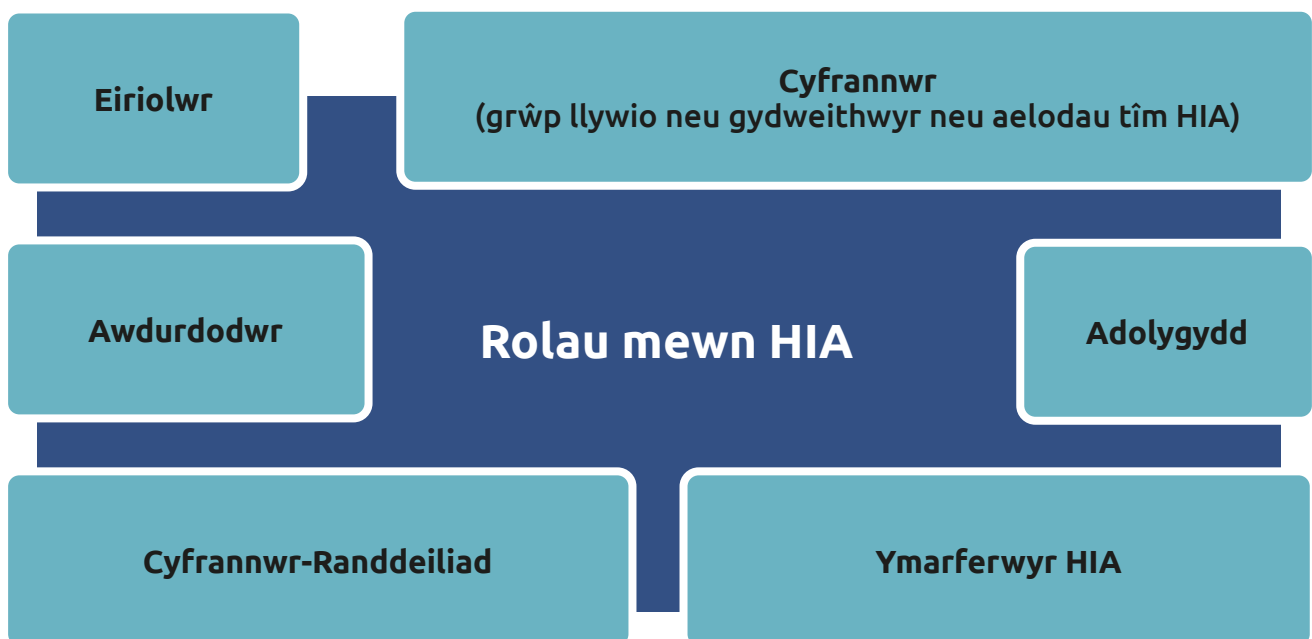 Eiriolwr
Cyfrannwr
(grŵp llywio neu gydweithwyr neu aelodau tîm HIA)
Awdurdodwr
Rolau mewn HIA
Adolygydd
Cyfrannwr-Randdeiliad
Ymarferwyr HIA